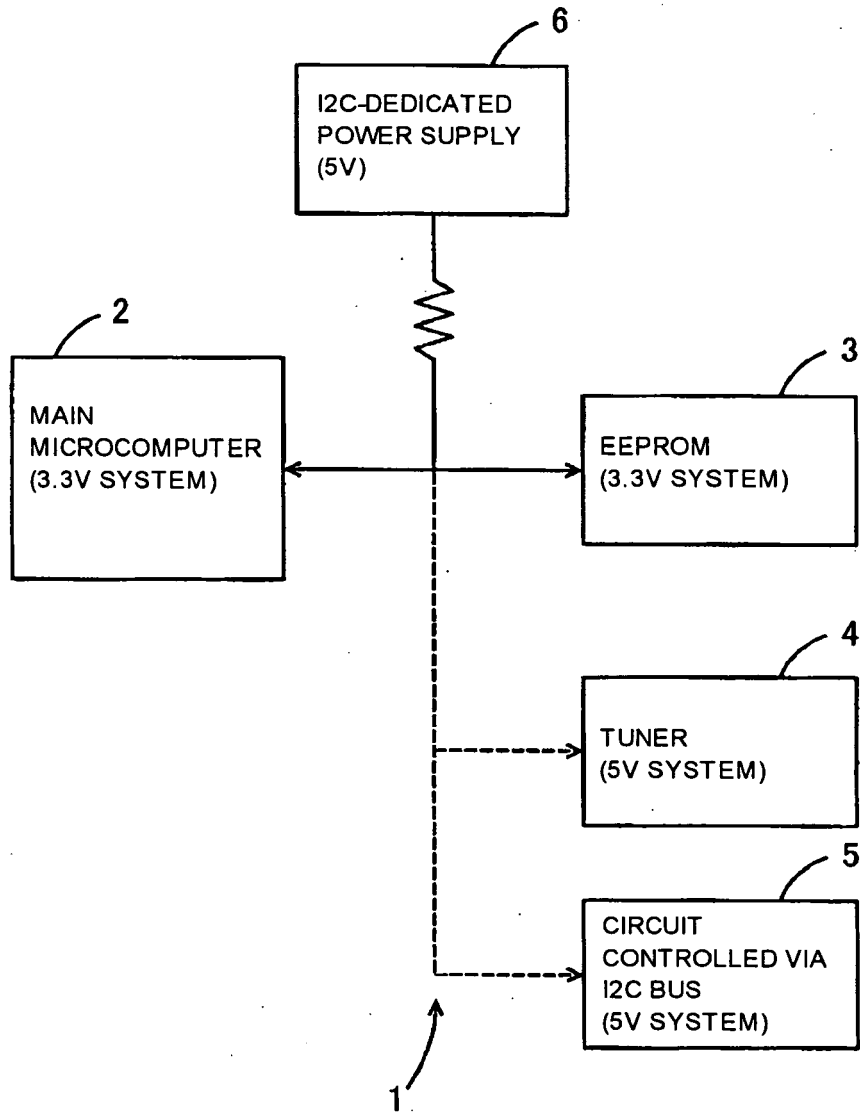 6
I2C-DEDICATED
POWER SUPPLY
(5V)
2
MAIN
MICROCOMPUTER
(3.3V SYSTEM)
3
EEPROM
(3.3V SYSTEM)
4
TUNER
(5V SYSTEM)
5
CIRCUIT
CONTROLLED VIA
I2C BUS
(5V SYSTEM)
1